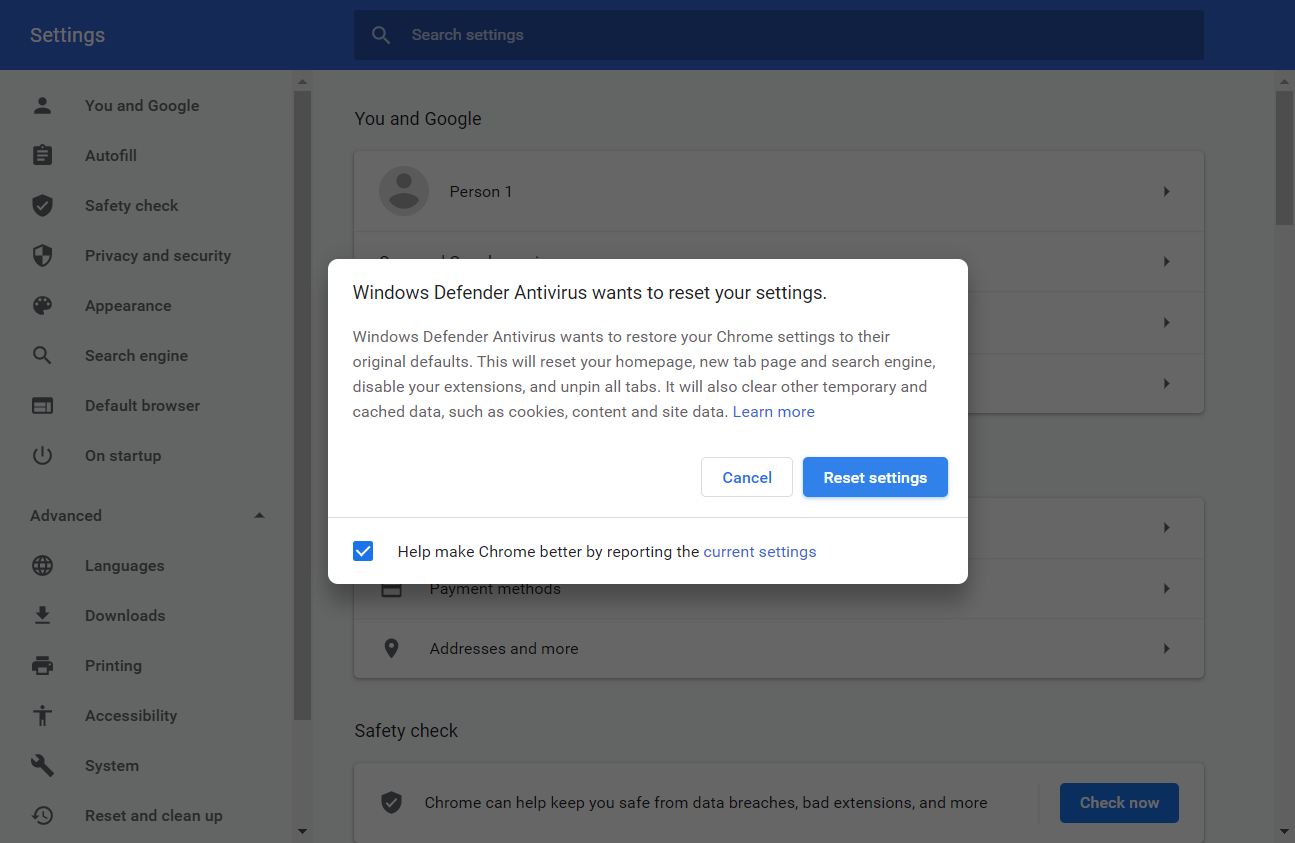 Settings
Search settings
You and Google
Autofill
Safety check
Privacy and security
Appearance
Search engine
Default browser
On startup
Advanced
Languages
Downloads
Printing
Accessibility
System
Reset and clean up
You and Google
Person 1
Windows Defender Antivirus wants to reset your settings.
Windows Defender Antivirus wants to restore your Chrome settings to their
original defaults. This will reset your homepage, new tab page and search engine,
disable your extensions, and unpin all tabs. It will also clear other temporary and
cached data, such as cookies, content and site data. Learn more
Cancel
Reset settings
Help make Chrome better by reporting the current settings
Payment methods
Addresses and more
Safety check
Chrome can help keep you safe from data breaches, bad extensions, and more
Check now